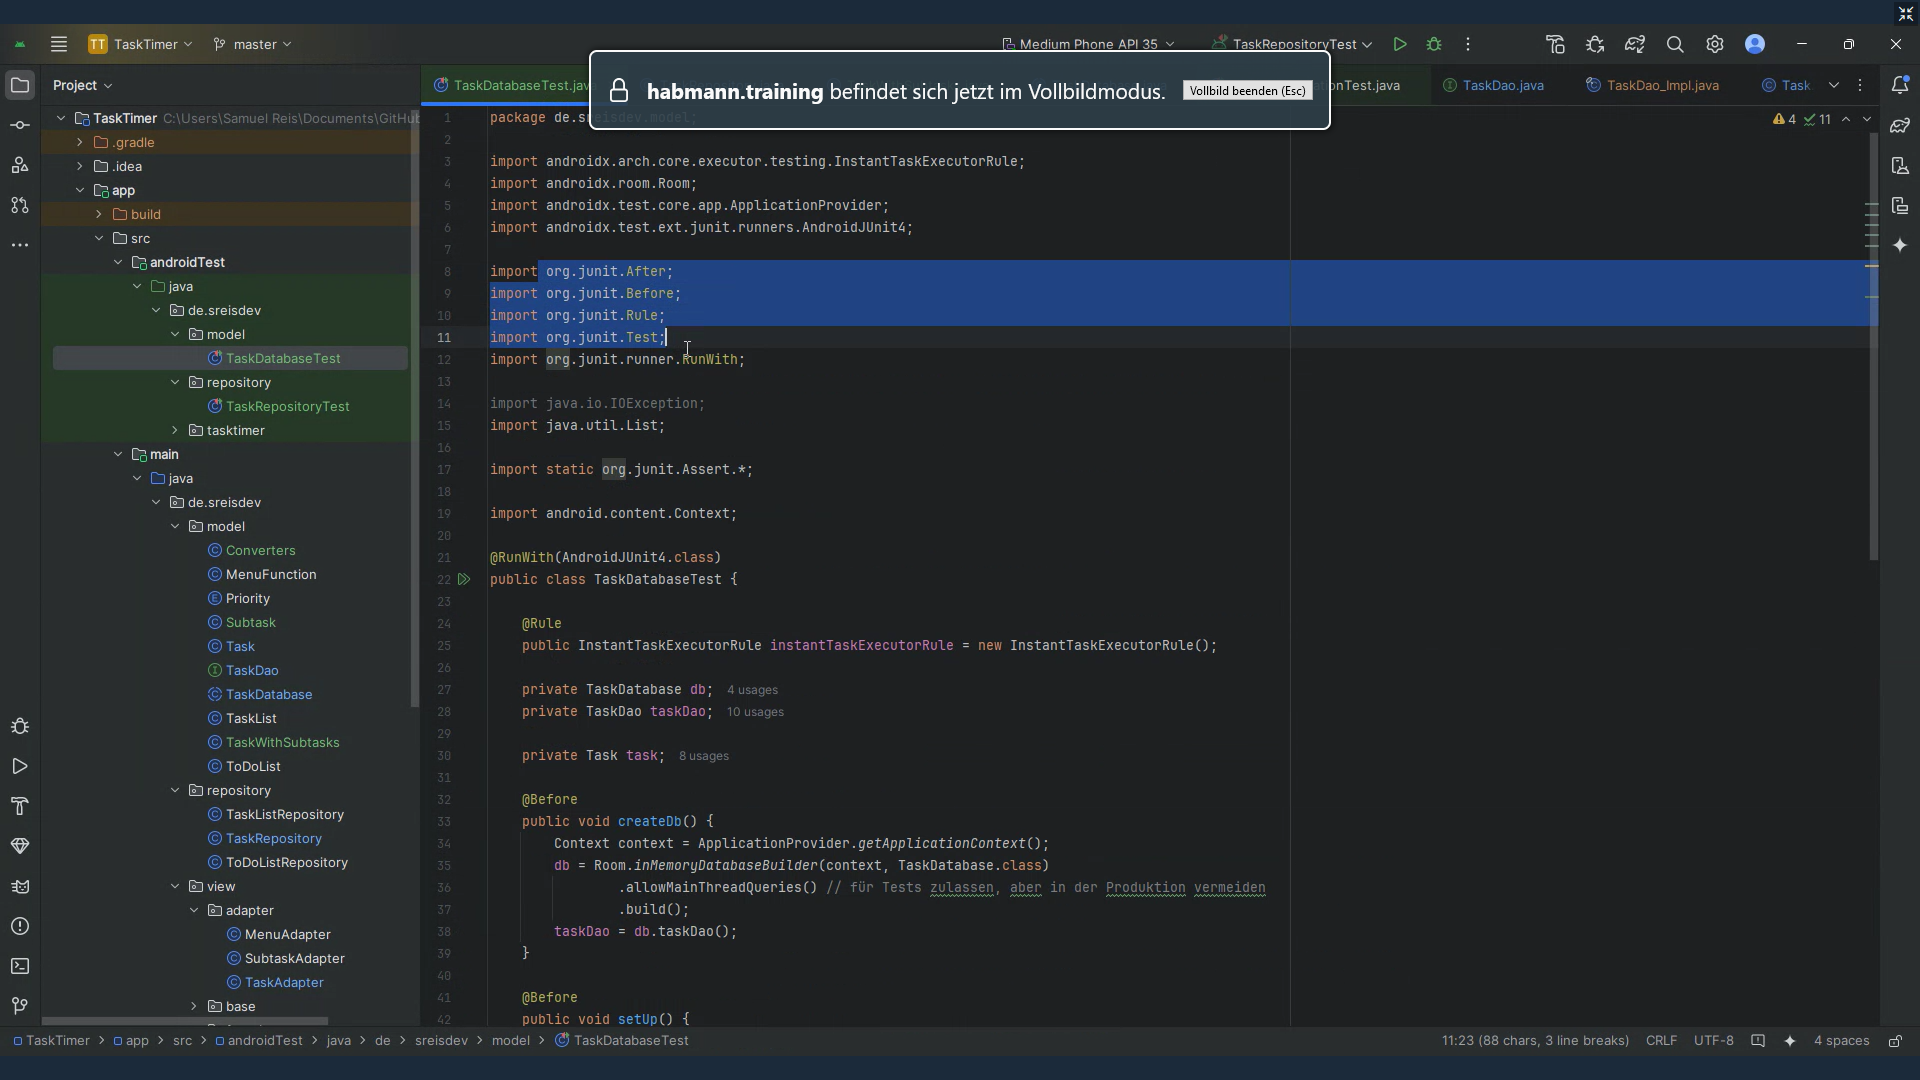 TT TaskTimer master Medium Phone API 35 TaskRepositoryTest
habmann.training befindet sich jetzt im Vollbildmodus. Vollbild beenden (Esc)
Project
TaskDatabaseTest.java
onTest.java
TaskDao.java
TaskDao_Impl.java
Task
4 11
TaskTimer C:\Users\Samuel Reis\Documents\GitHub
.gradle
.idea
app
build
src
androidTest
java
de.sreisdev
model
TaskDatabaseTest
repository
TaskRepositoryTest
tasktimer
main
java
de.sreisdev
model
Converters
MenuFunction
Priority
Subtask
Task
TaskDao
TaskDatabase
TaskList
TaskWithSubtasks
ToDoList
repository
TaskListRepository
TaskRepository
ToDoListRepository
view
adapter
MenuAdapter
SubtaskAdapter
TaskAdapter
base
1 package de.sreisdev.model;
2
3 import androidx.arch.core.executor.testing.InstantTaskExecutorRule;
4 import androidx.room.Room;
5 import androidx.test.core.app.ApplicationProvider;
6 import androidx.test.ext.junit.runners.AndroidJUnit4;
7
8 import org.junit.After;
9 import org.junit.Before;
10 import org.junit.Rule;
11 import org.junit.Test;
12 import org.junit.runner.RunWith;
13
14 import java.io.IOException;
15 import java.util.List;
16
17 import static org.junit.Assert.*;
18
19 import android.content.Context;
20
21 @RunWith(AndroidJUnit4.class)
22 public class TaskDatabaseTest {
23
24 @Rule
25 public InstantTaskExecutorRule instantTaskExecutorRule = new InstantTaskExecutorRule();
26
27 private TaskDatabase db; 4 usages
28 private TaskDao taskDao; 10 usages
29
30 private Task task; 8 usages
31
32 @Before
33 public void createDb() {
34 Context context = ApplicationProvider.getApplicationContext();
35 db = Room.inMemoryDatabaseBuilder(context, TaskDatabase.class)
36 .allowMainThreadQueries() // für Tests zulassen, aber in der Produktion vermeiden
37 .build();
38 taskDao = db.taskDao();
39 }
40
41 @Before
42 public void setUp() {
TaskTimer > app > src > androidTest > java > de > sreisdev > model > TaskDatabaseTest
11:23 (88 chars, 3 line breaks) CRLF UTF-8 4 spaces